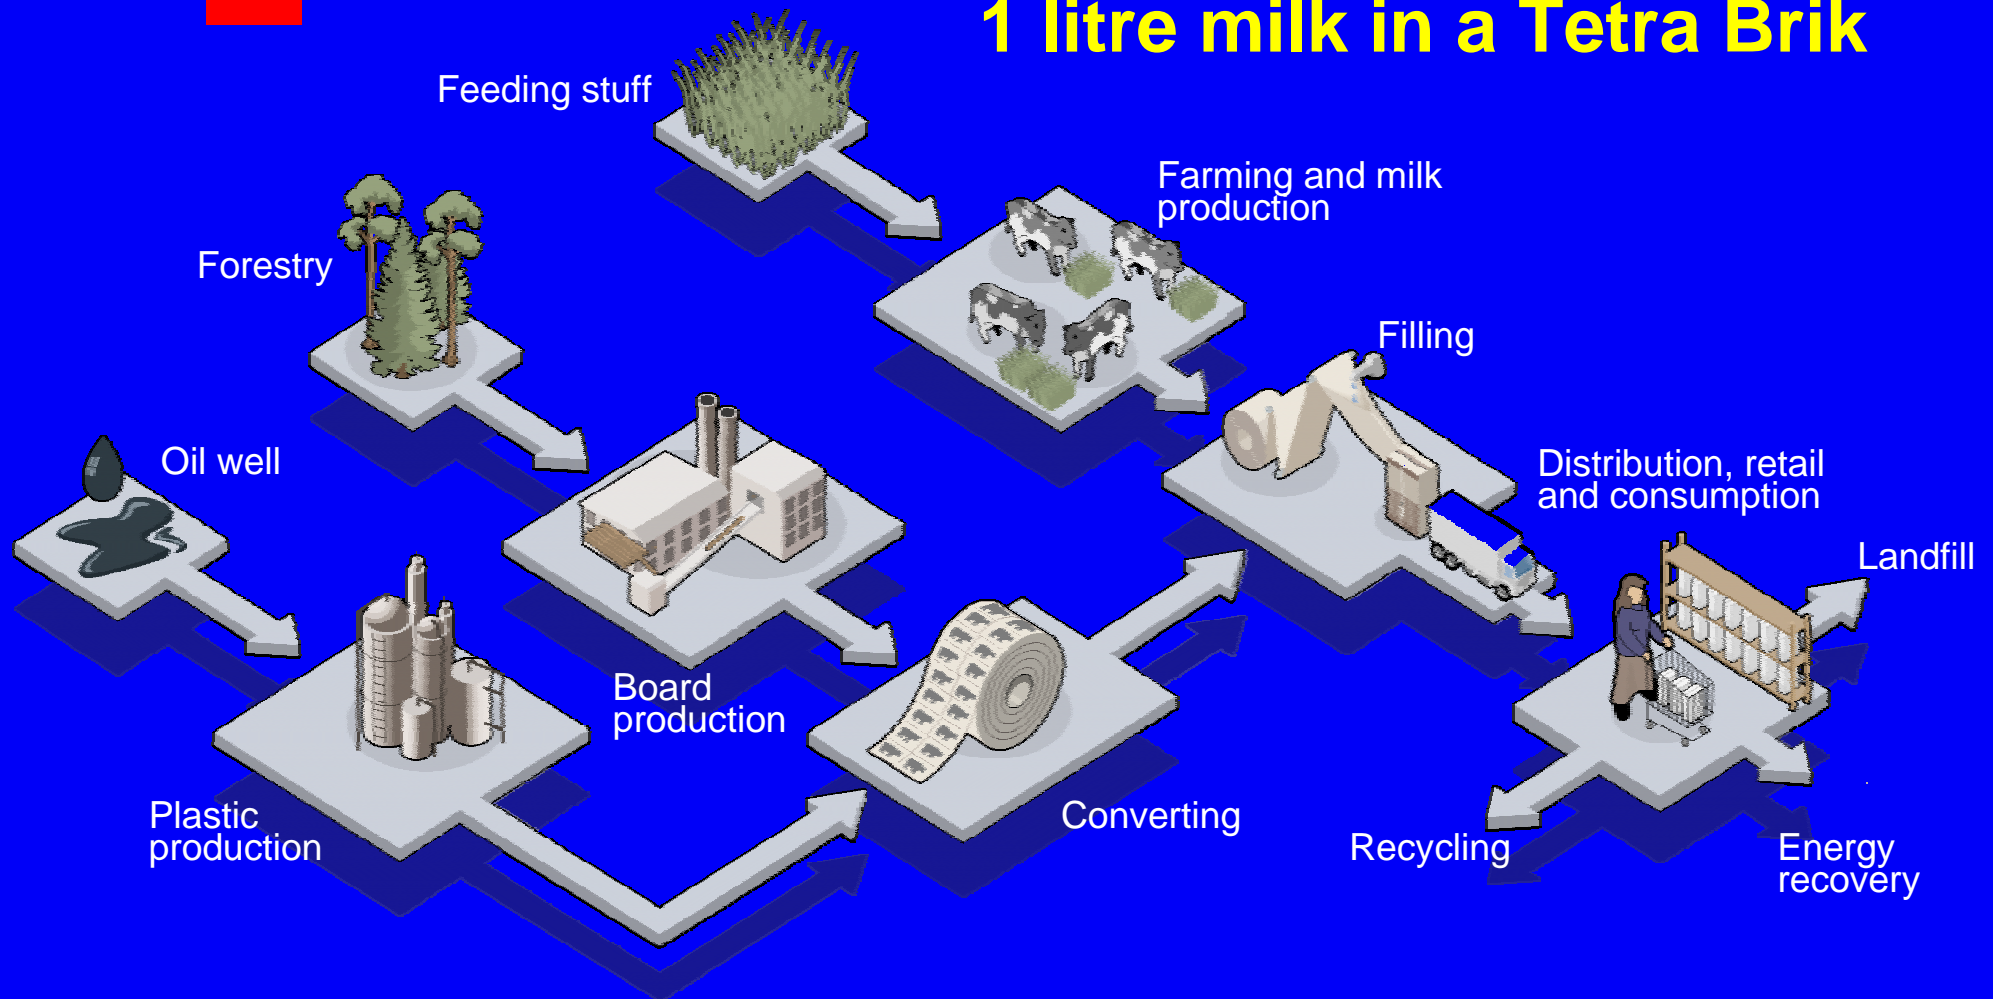 1 litre milk in a Tetra Brik
Feeding stuff
Farming and milk
production
Forestry
Filling
Oil well
Distribution, retail
and consumption
Landfill
Board
production
Plastic
production
Converting
Recycling
Energy
recovery